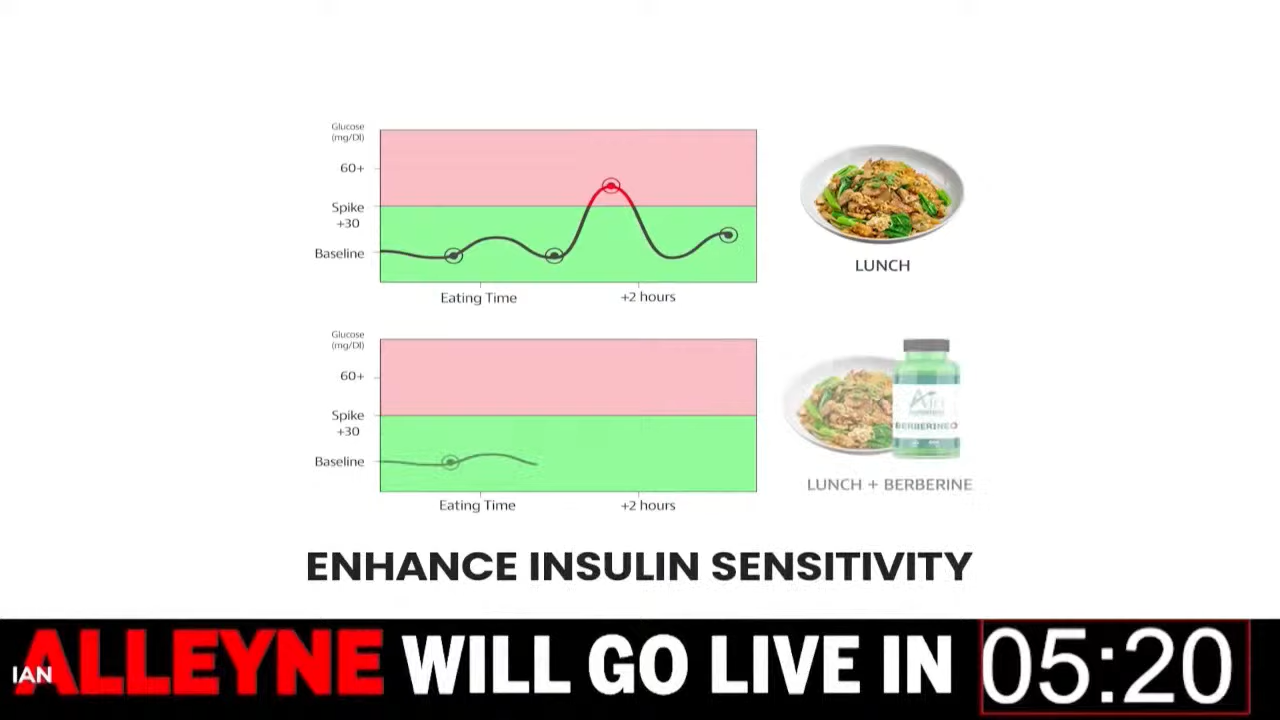 Glucose
(mg/Dl)
60+
Spike
+30
Baseline
Eating Time
+2 hours
LUNCH
Glucose
(mg/Dl)
60+
Spike
+30
Baseline
Eating Time
+2 hours
BERBERINE
LUNCH + BERBERINE
ENHANCE INSULIN SENSITIVITY
IAN ALLEYNE WILL GO LIVE IN 05:20